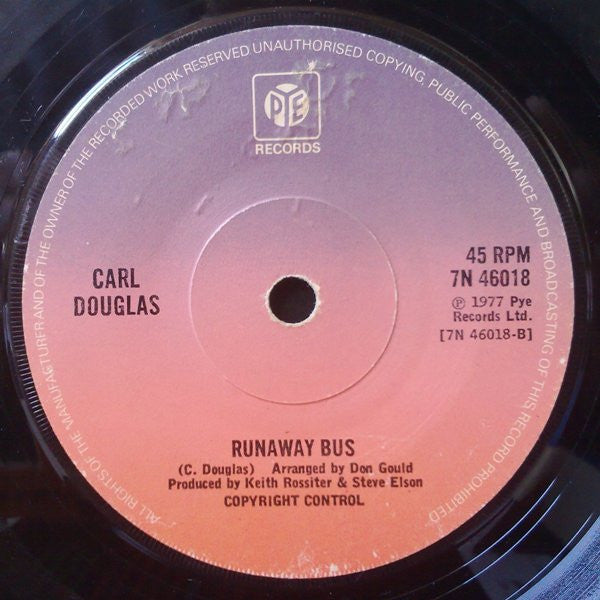 ALL RIGHTS OF THE MANUFACTURER AND OF THE OWNER OF THE RECORDED WORK RESERVED UNAUTHORISED COPYING, PUBLIC PERFORMANCE AND BROADCASTING OF THIS RECORD PROHIBITED
PYE
RECORDS
CARL
DOUGLAS
45 RPM
7N 46018
℗ 1977 Pye
Records Ltd.
[7N 46018-B]
RUNAWAY BUS
(C. Douglas) Arranged by Don Gould
Produced by Keith Rossiter & Steve Elson
COPYRIGHT CONTROL